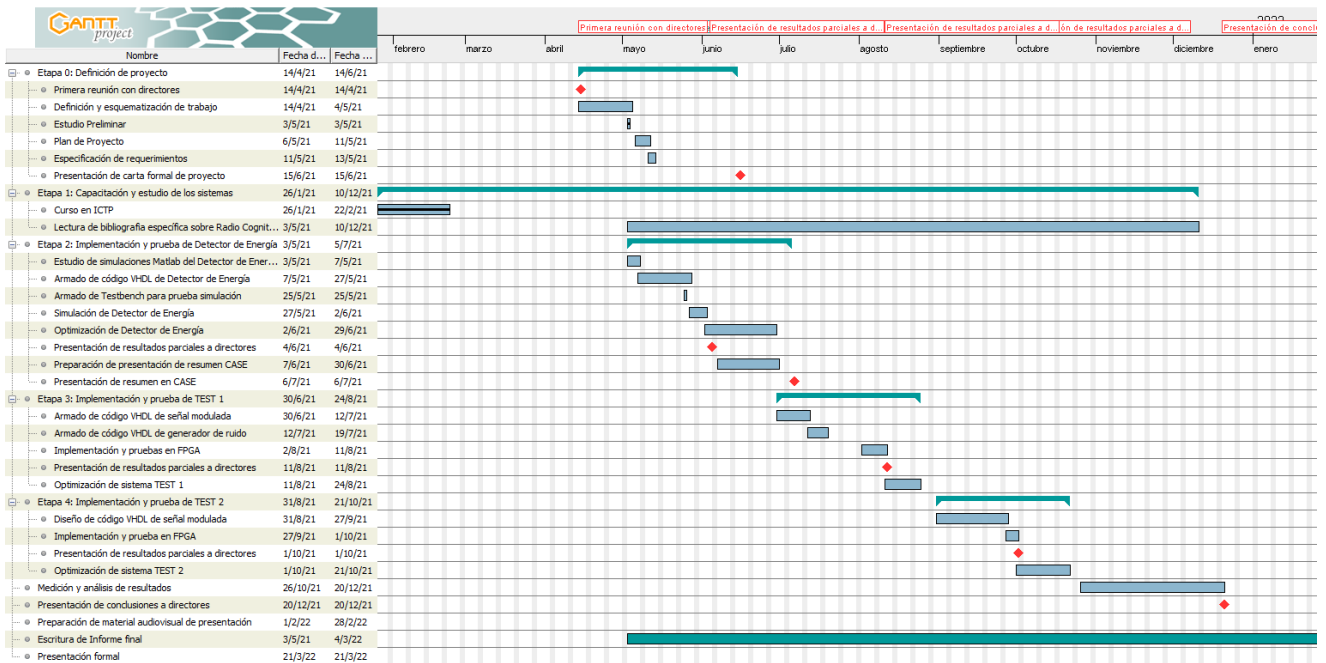 GANTT
project
2022
Primera reunión con directores
Presentación de resultados parciales a d...
Presentación de resultados parciales a d...
ón de resultados parciales a d...
Presentación de conclu
febrero marzo abril mayo junio julio agosto septiembre octubre noviembre diciembre enero
Nombre Fecha d... Fecha ...
Etapa 0: Definición de proyecto 14/4/21 14/6/21
Primera reunión con directores 14/4/21 14/4/21
Definición y esquematización de trabajo 14/4/21 4/5/21
Estudio Preliminar 3/5/21 3/5/21
Plan de Proyecto 6/5/21 11/5/21
Especificación de requerimientos 11/5/21 13/5/21
Presentación de carta formal de proyecto 15/6/21 15/6/21
Etapa 1: Capacitación y estudio de los sistemas 26/1/21 10/12/21
Curso en ICTP 26/1/21 22/2/21
Lectura de bibliografía específica sobre Radio Cognit... 3/5/21 10/12/21
Etapa 2: Implementación y prueba de Detector de Energía 3/5/21 5/7/21
Estudio de simulaciones Matlab del Detector de Ener... 3/5/21 7/5/21
Armado de código VHDL de Detector de Energía 7/5/21 27/5/21
Armado de Testbench para prueba simulación 25/5/21 25/5/21
Simulación de Detector de Energía 27/5/21 2/6/21
Optimización de Detector de Energía 2/6/21 29/6/21
Presentación de resultados parciales a directores 4/6/21 4/6/21
Preparación de presentación de resumen CASE 7/6/21 30/6/21
Presentación de resumen en CASE 6/7/21 6/7/21
Etapa 3: Implementación y prueba de TEST 1 30/6/21 24/8/21
Armado de código VHDL de señal modulada 30/6/21 12/7/21
Armado de código VHDL de generador de ruido 12/7/21 19/7/21
Implementación y pruebas en FPGA 2/8/21 11/8/21
Presentación de resultados parciales a directores 11/8/21 11/8/21
Optimización de sistema TEST 1 11/8/21 24/8/21
Etapa 4: Implementación y prueba de TEST 2 31/8/21 21/10/21
Diseño de código VHDL de señal modulada 31/8/21 27/9/21
Implementación y prueba en FPGA 27/9/21 1/10/21
Presentación de resultados parciales a directores 1/10/21 1/10/21
Optimización de sistema TEST 2 1/10/21 21/10/21
Medición y análisis de resultados 26/10/21 20/12/21
Presentación de conclusiones a directores 20/12/21 20/12/21
Preparación de material audiovisual de presentación 1/2/22 28/2/22
Escritura de Informe final 3/5/21 4/3/22
Presentación formal 21/3/22 21/3/22